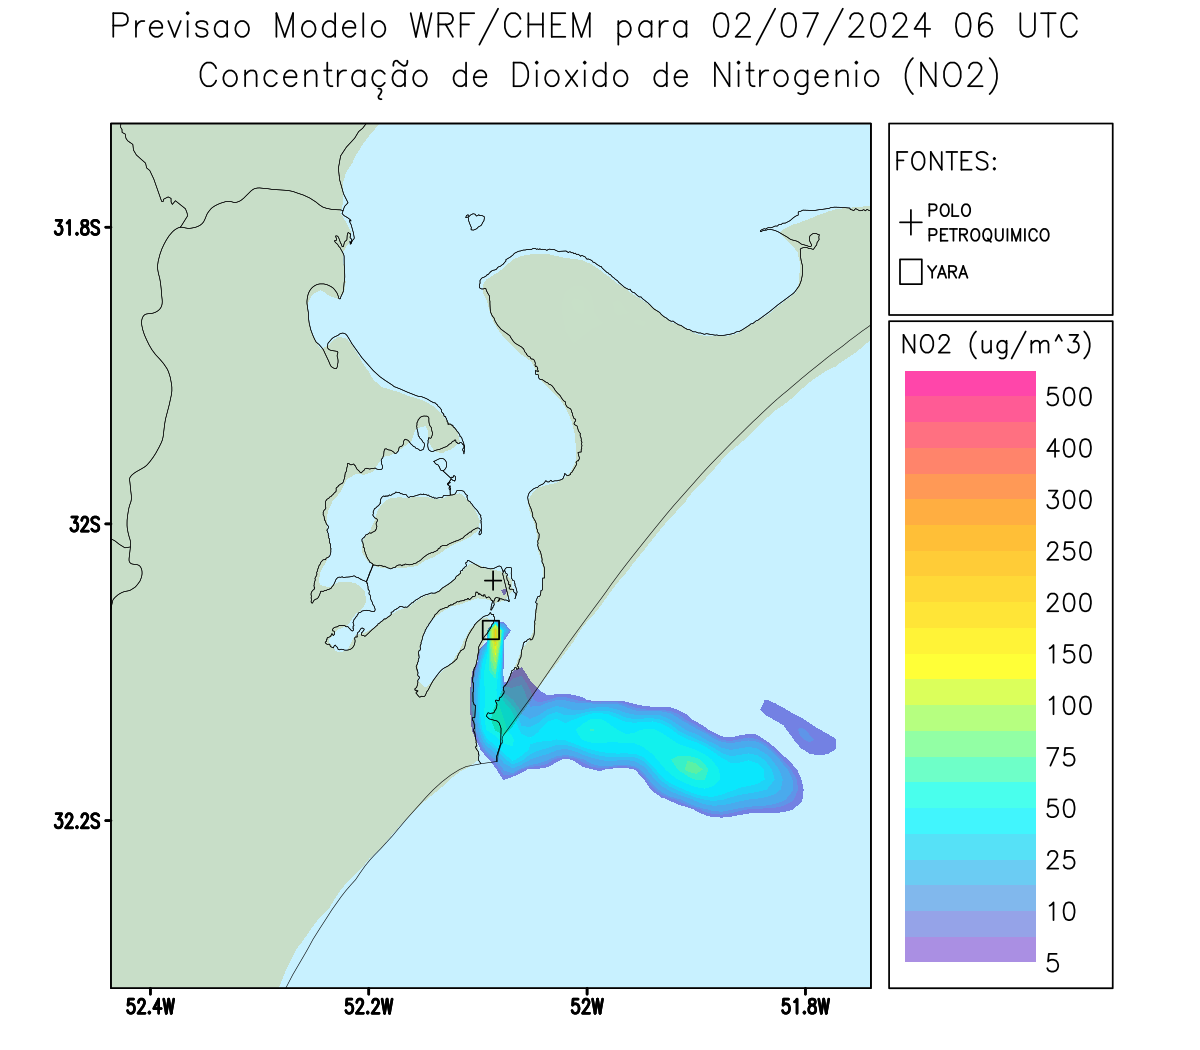 Previsao Modelo WRF/CHEM para 02/07/2024 06 UTC
Concentração de Dioxido de Nitrogenio (NO2)
FONTES:
POLO
PETROQUIMICO
YARA
31.8S
32S
32.2S
52.4W
52.2W
52W
51.8W
NO2 (ug/m^3)
500
400
300
250
200
150
100
75
50
25
10
5